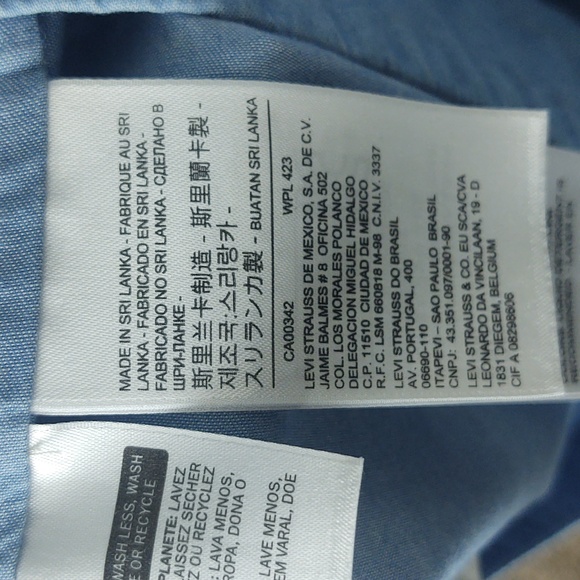 MADE IN SRI LANKA - FABRIQUE AU SRI
LANKA - FABRICADO EN SRI LANKA -
FABRICADO NO SRI LANKA - СДЕЛАНО В
ШРИ-ЛАНКЕ -
斯里兰卡制造 - 斯里蘭卡製 -
제조국:스리랑카 -
スリランカ製 - BUATAN SRI LANKA
CA00342 WPL 423
LEVI STRAUSS DE MEXICO, S.A. DE C.V.
JAIME BALMES # 8 OFICINA 502
COL. LOS MORALES POLANCO
DELEGACION MIGUEL HIDALGO
C.P. 11510 CIUDAD DE MEXICO
R.F.C. LSM 660818 M-98 C.N.I.V. 3337
LEVI STRAUSS DO BRASIL
AV. PORTUGAL, 400
06690-110
ITAPEVI – SAO PAULO BRASIL
CNPJ: 43.351.097/0001-90
LEVI STRAUSS & CO. EU SCA/CVA
LEONARDO DA VINCILAAN, 19 - D
1831 DIEGEM, BELGIUM
CIF A 08298606
WASH LESS, WASH
E OR RECYCLE
PLANETE: LAVEZ
AISSEZ SECHER
Z OU RECYCLEZ
: LAVA MENOS,
ROPA, DONA O
LAVE MENOS,
EM VARAL, DOE